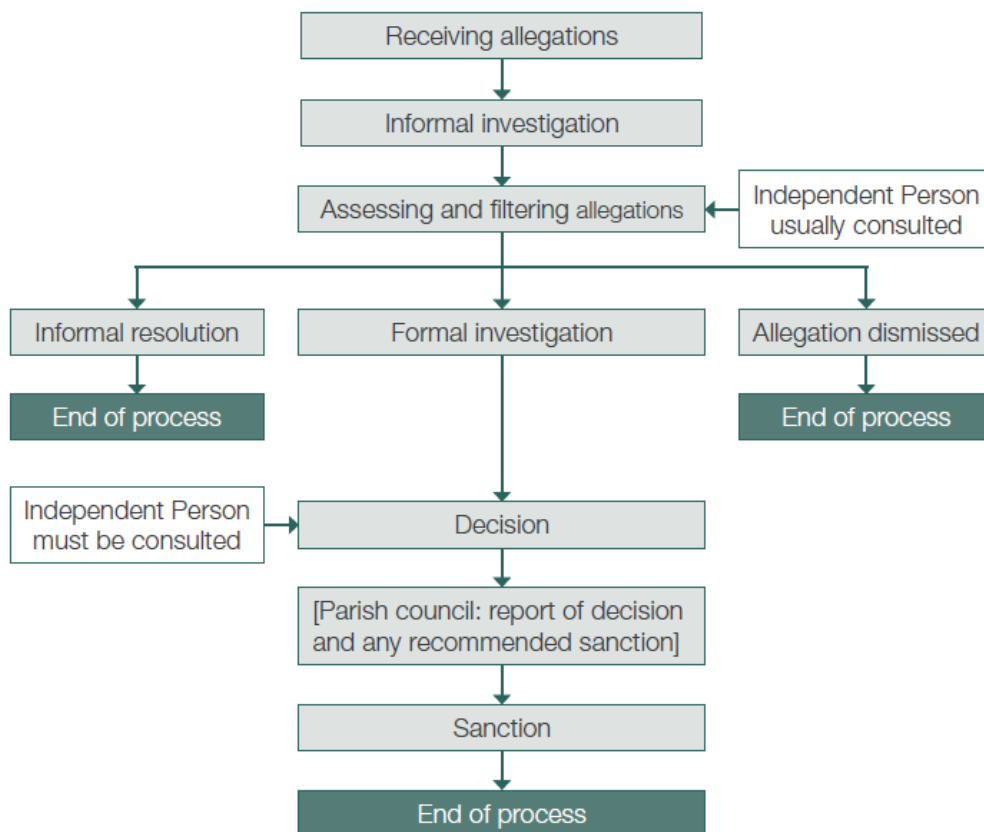 Receiving allegations
Informal investigation
Assessing and filtering allegations
Independent Person
usually consulted
Informal resolution
Formal investigation
Allegation dismissed
End of process
End of process
Independent Person
must be consulted
Decision
[Parish council: report of decision
and any recommended sanction]
Sanction
End of process